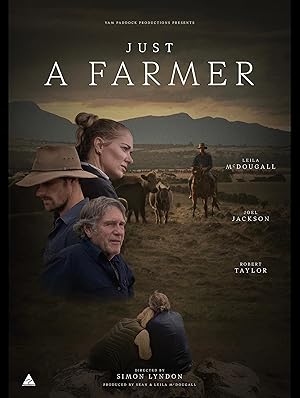 VAM PADDOCK PRODUCTIONS PRESENTS
JUST
A FARMER
LEILA
McDOUGALL
JOEL
JACKSON
ROBERT
TAYLOR
DIRECTED BY
SIMON LYNDON
PRODUCED BY SEAN & LEILA McDOUGALL